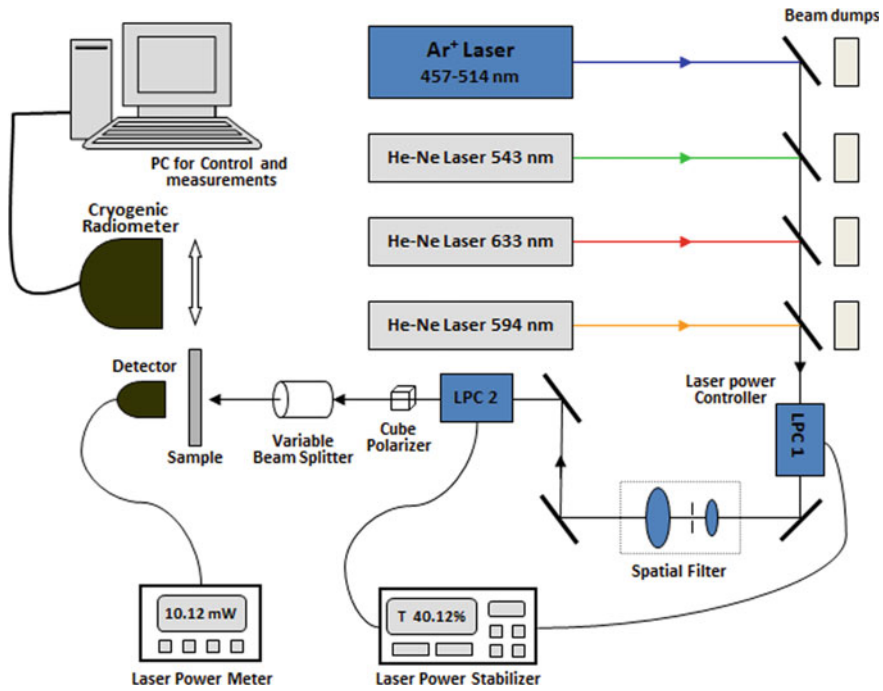 Beam dumps
Ar⁺ Laser
457-514 nm
He-Ne Laser 543 nm
He-Ne Laser 633 nm
He-Ne Laser 594 nm
PC for Control and
measurements
Cryogenic
Radiometer
Detector
Sample
Variable
Beam Splitter
Cube
Polarizer
LPC 2
Laser power
Controller
LPC 1
Spatial Filter
10.12 mW
Laser Power Meter
T 40.12%
Laser Power Stabilizer